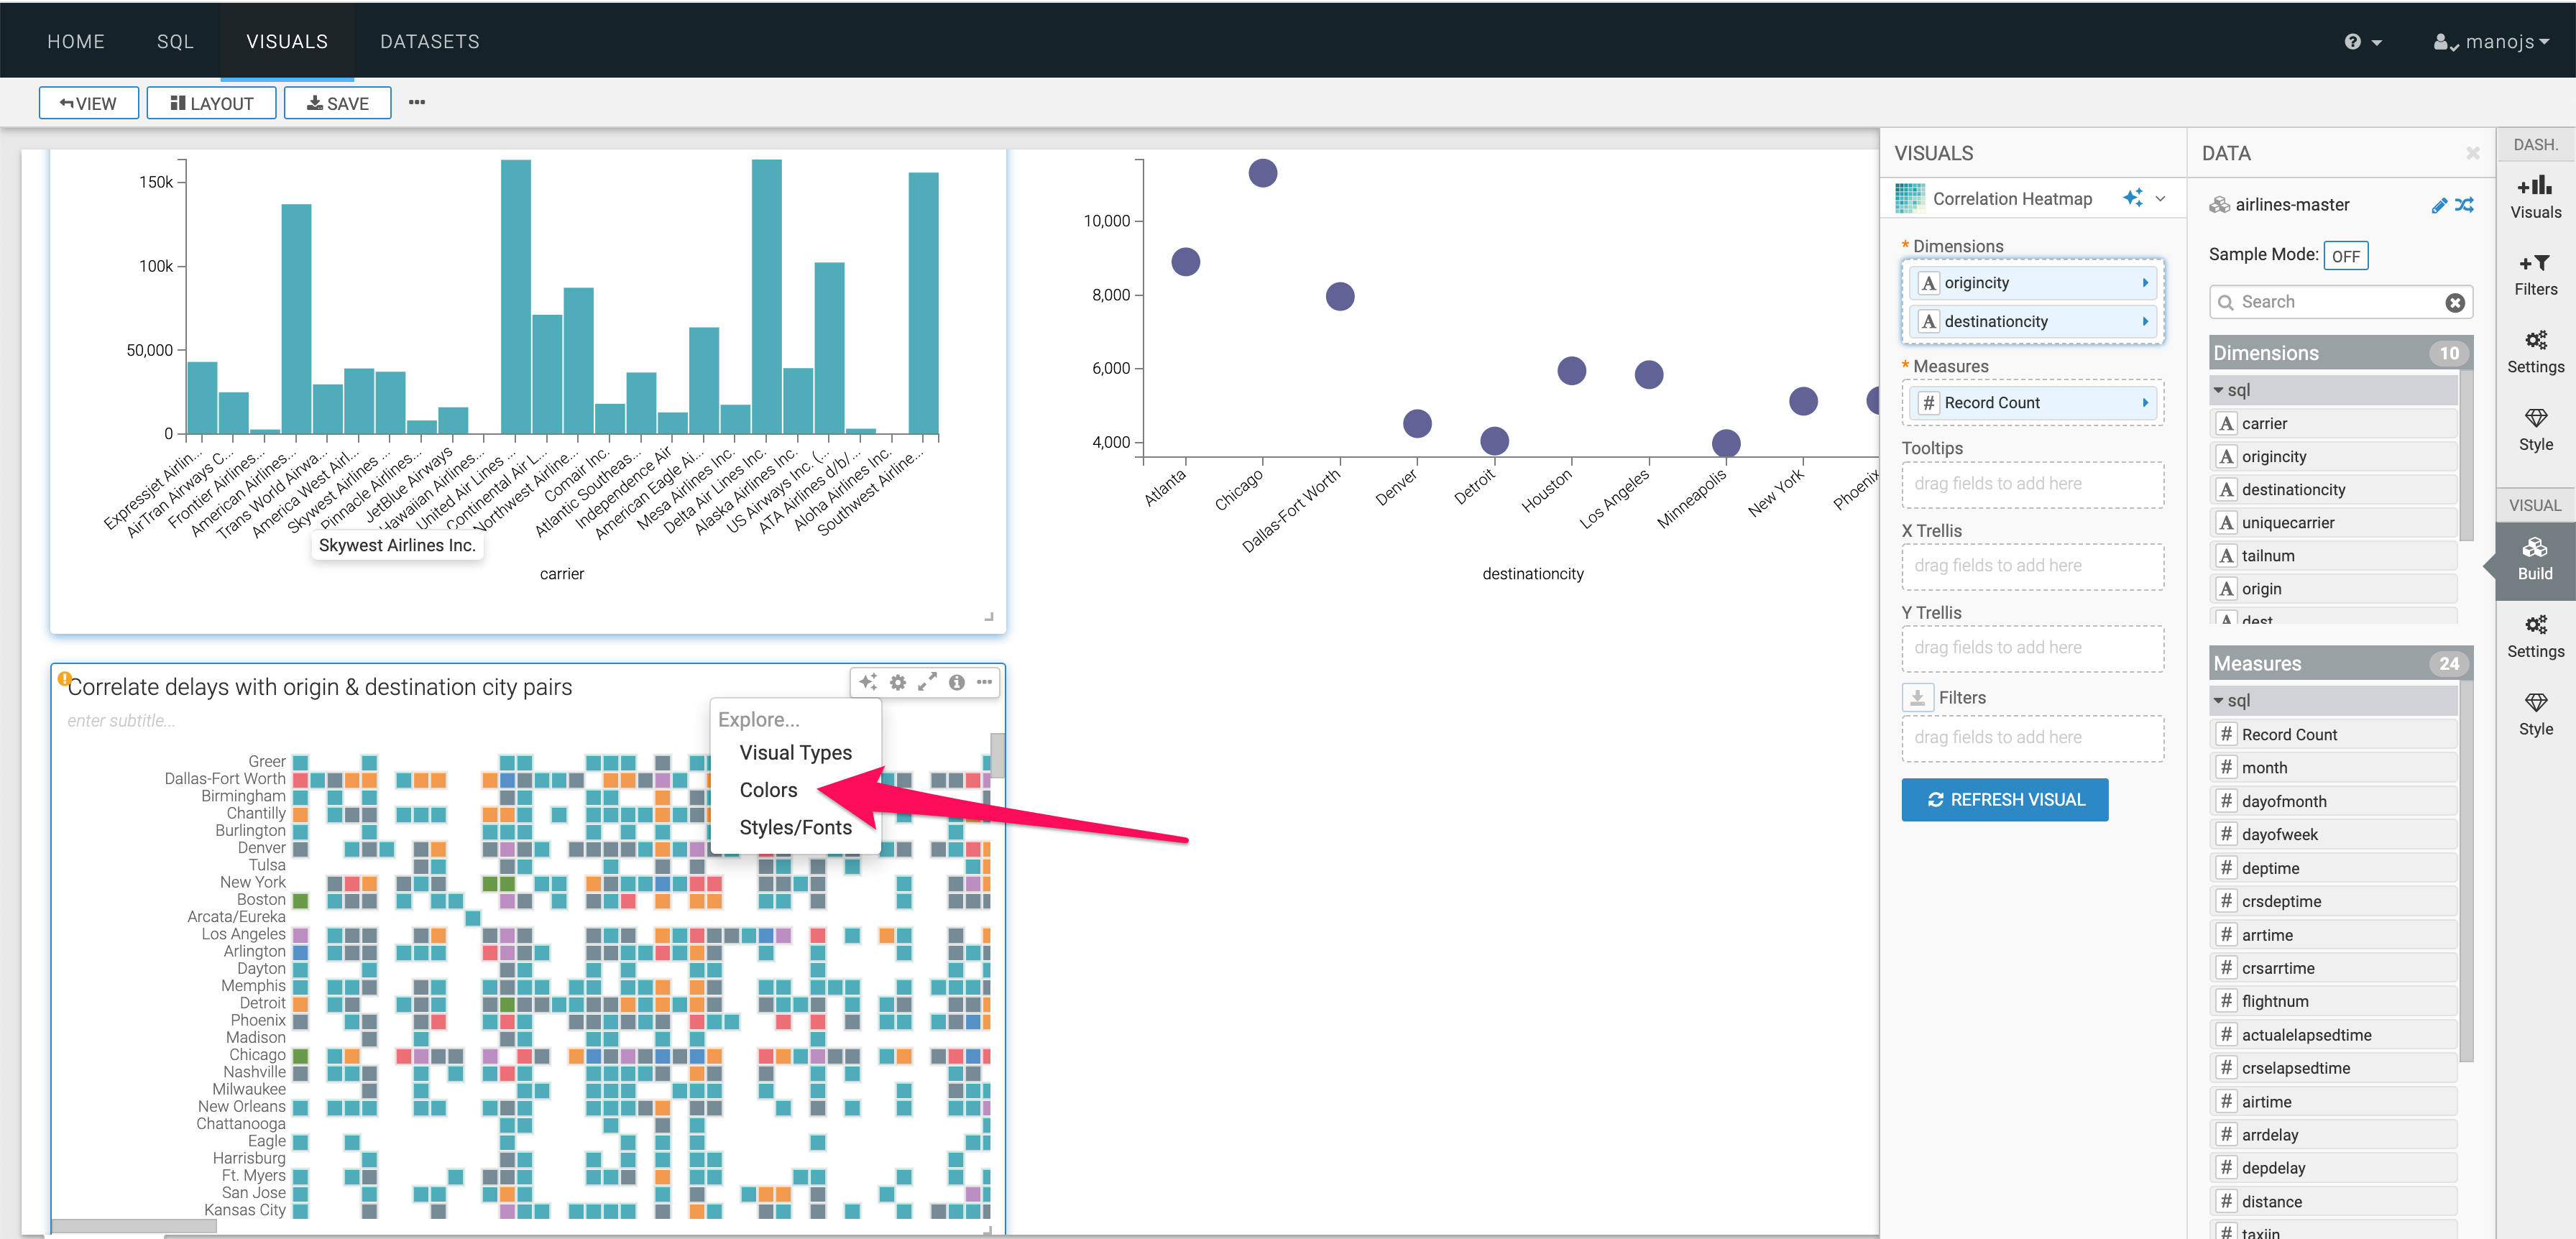 HOME SQL VISUALS DATASETS
manojs
VIEW LAYOUT SAVE
150k
100k
50,000
0
Expressjet Airlin...
AirTran Airways C...
Frontier Airlines...
American Airlines...
Trans World Airwa...
America West Airl...
Skywest Airlines ...
Pinnacle Airlines...
JetBlue Airways
Hawaiian Airlines...
United Air Lines ...
Continental Air L...
Northwest Airline...
Comair Inc.
Atlantic Southeas...
Independence Air
American Eagle Ai...
Mesa Airlines Inc.
Delta Air Lines Inc.
Alaska Airlines Inc.
US Airways Inc. (...
ATA Airlines d/b/...
Aloha Airlines Inc.
Southwest Airline...
Skywest Airlines Inc.
carrier
10,000
8,000
6,000
4,000
Atlanta
Chicago
Dallas-Fort Worth
Denver
Detroit
Houston
Los Angeles
Minneapolis
New York
Phoenix
destinationcity
Correlate delays with origin & destination city pairs
enter subtitle...
Explore...
Visual Types
Colors
Styles/Fonts
Greer
Dallas-Fort Worth
Birmingham
Chantilly
Burlington
Denver
Tulsa
New York
Boston
Arcata/Eureka
Los Angeles
Arlington
Dayton
Memphis
Detroit
Phoenix
Madison
Chicago
Nashville
Milwaukee
New Orleans
Chattanooga
Eagle
Harrisburg
Ft. Myers
San Jose
Kansas City
VISUALS
Correlation Heatmap
* Dimensions
A origincity
A destinationcity
* Measures
# Record Count
Tooltips
drag fields to add here
X Trellis
drag fields to add here
Y Trellis
drag fields to add here
Filters
drag fields to add here
REFRESH VISUAL
DATA
airlines-master
Sample Mode: OFF
Search
Dimensions 10
sql
A carrier
A origincity
A destinationcity
A uniquecarrier
A tailnum
A origin
A dest
Measures 24
sql
# Record Count
# month
# dayofmonth
# dayofweek
# deptime
# crsdeptime
# arrtime
# crsarrtime
# flightnum
# actualelapsedtime
# crselapsedtime
# airtime
# arrdelay
# depdelay
# distance
# taxiin
DASH.
Visuals
Filters
Settings
Style
VISUAL
Build
Settings
Style